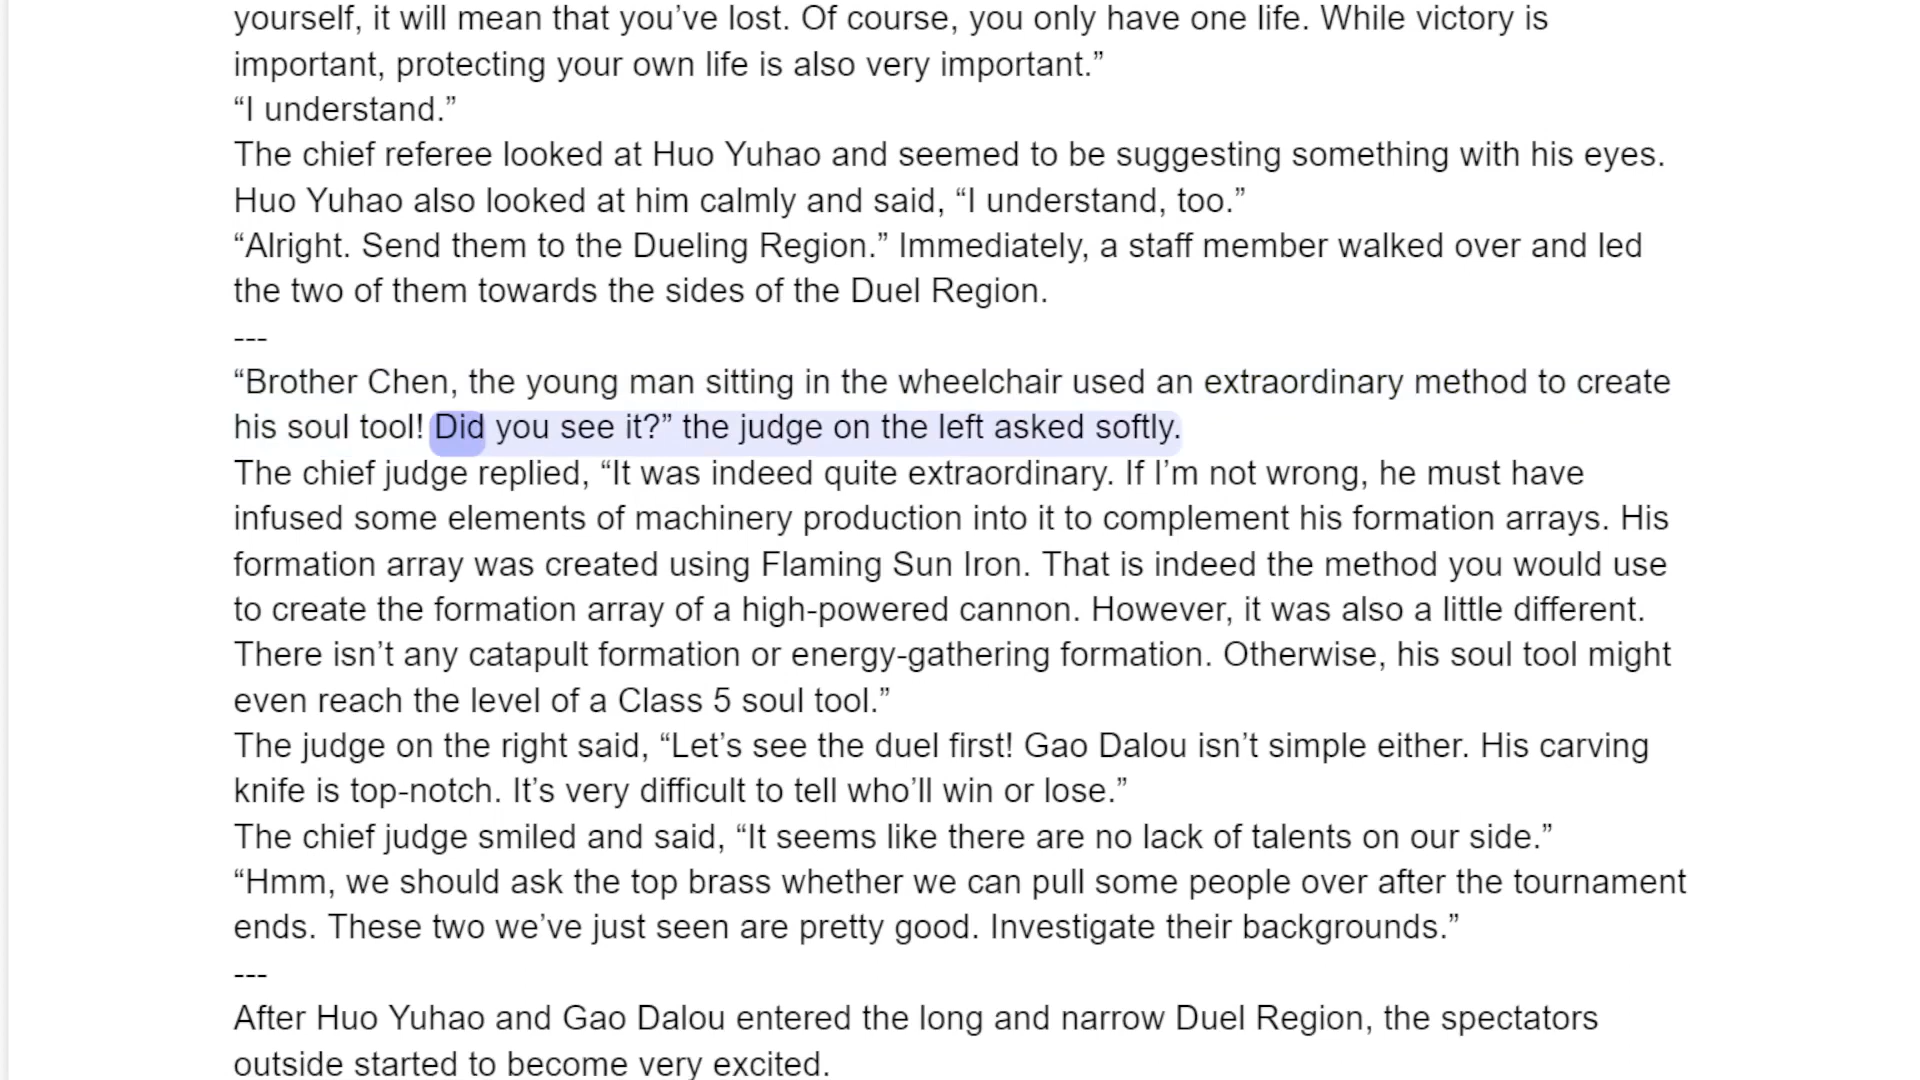 yourself, it will mean that you’ve lost. Of course, you only have one life. While victory is
important, protecting your own life is also very important.”
“I understand.”
The chief referee looked at Huo Yuhao and seemed to be suggesting something with his eyes.
Huo Yuhao also looked at him calmly and said, “I understand, too.”
“Alright. Send them to the Dueling Region.” Immediately, a staff member walked over and led
the two of them towards the sides of the Duel Region.
---
“Brother Chen, the young man sitting in the wheelchair used an extraordinary method to create
his soul tool! Did you see it?” the judge on the left asked softly.
The chief judge replied, “It was indeed quite extraordinary. If I’m not wrong, he must have
infused some elements of machinery production into it to complement his formation arrays. His
formation array was created using Flaming Sun Iron. That is indeed the method you would use
to create the formation array of a high-powered cannon. However, it was also a little different.
There isn’t any catapult formation or energy-gathering formation. Otherwise, his soul tool might
even reach the level of a Class 5 soul tool.”
The judge on the right said, “Let’s see the duel first! Gao Dalou isn’t simple either. His carving
knife is top-notch. It’s very difficult to tell who’ll win or lose.”
The chief judge smiled and said, “It seems like there are no lack of talents on our side.”
“Hmm, we should ask the top brass whether we can pull some people over after the tournament
ends. These two we’ve just seen are pretty good. Investigate their backgrounds.”
---
After Huo Yuhao and Gao Dalou entered the long and narrow Duel Region, the spectators
outside started to become very excited.